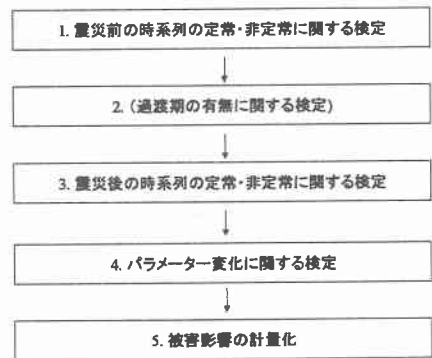 1. 震災前の時系列の定常･非定常に関する検定
2. (過渡期の有無に関する検定)
3. 震災後の時系列の定常･非定常に関する検定
4. パラメーター変化に関する検定
5. 被害影響の計量化